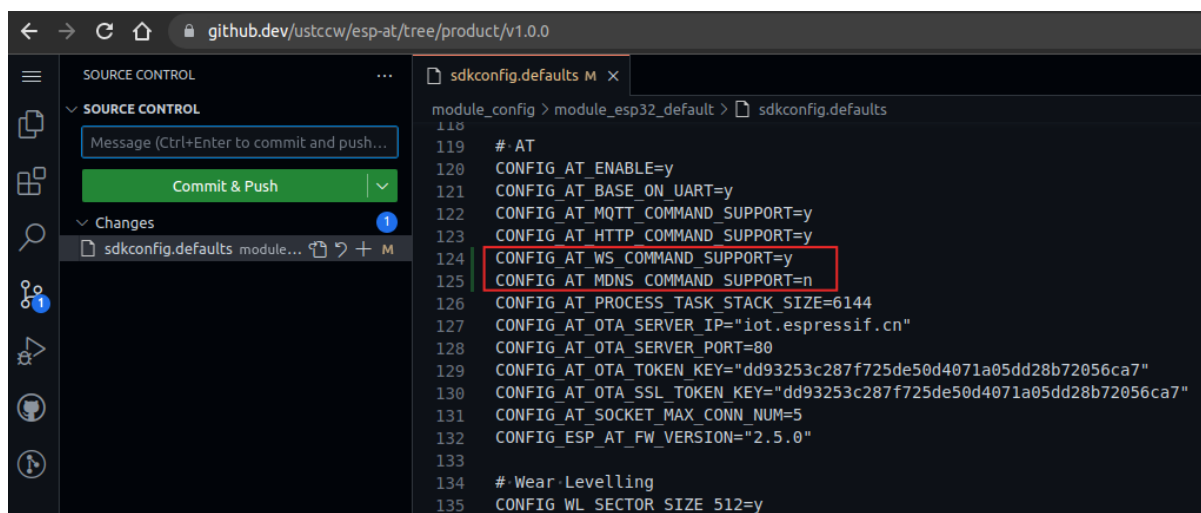 github.dev/ustccw/esp-at/tree/product/v1.0.0
SOURCE CONTROL
SOURCE CONTROL
Message (Ctrl+Enter to commit and push...
Commit & Push
Changes
1
sdkconfig.defaults module... M
1
sdkconfig.defaults M
module_config > module_esp32_default > sdkconfig.defaults
118
119 # AT
120 CONFIG_AT_ENABLE=y
121 CONFIG_AT_BASE_ON_UART=y
122 CONFIG_AT_MQTT_COMMAND_SUPPORT=y
123 CONFIG_AT_HTTP_COMMAND_SUPPORT=y
124 CONFIG_AT_WS_COMMAND_SUPPORT=y
125 CONFIG_AT_MDNS_COMMAND_SUPPORT=n
126 CONFIG_AT_PROCESS_TASK_STACK_SIZE=6144
127 CONFIG_AT_OTA_SERVER_IP="iot.espressif.cn"
128 CONFIG_AT_OTA_SERVER_PORT=80
129 CONFIG_AT_OTA_TOKEN_KEY="dd93253c287f725de50d4071a05dd28b72056ca7"
130 CONFIG_AT_OTA_SSL_TOKEN_KEY="dd93253c287f725de50d4071a05dd28b72056ca7"
131 CONFIG_AT_SOCKET_MAX_CONN_NUM=5
132 CONFIG_ESP_AT_FW_VERSION="2.5.0"
133
134 # Wear Levelling
135 CONFIG_WL_SECTOR_SIZE_512=y